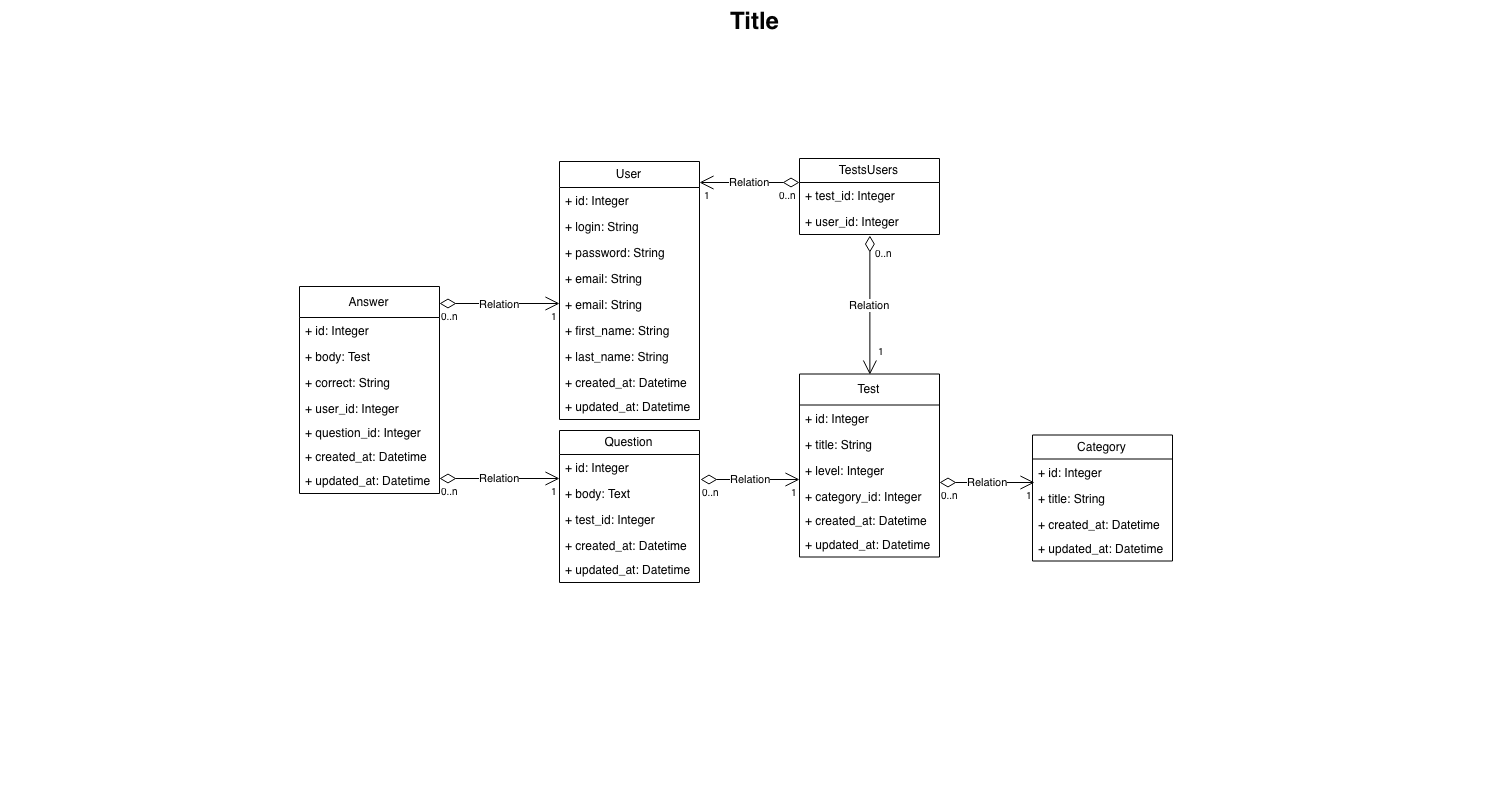 Title
User
+ id: Integer
+ login: String
+ password: String
+ email: String
+ email: String
+ first_name: String
+ last_name: String
+ created_at: Datetime
+ updated_at: Datetime
Relation
1
0..n
TestsUsers
+ test_id: Integer
+ user_id: Integer
0..n
Relation
1
Answer
+ id: Integer
+ body: Test
+ correct: String
+ user_id: Integer
+ question_id: Integer
+ created_at: Datetime
+ updated_at: Datetime
Relation
0..n
1
Relation
0..n
1
Question
+ id: Integer
+ body: Text
+ test_id: Integer
+ created_at: Datetime
+ updated_at: Datetime
Relation
0..n
1
Test
+ id: Integer
+ title: String
+ level: Integer
+ category_id: Integer
+ created_at: Datetime
+ updated_at: Datetime
Relation
0..n
1
Category
+ id: Integer
+ title: String
+ created_at: Datetime
+ updated_at: Datetime